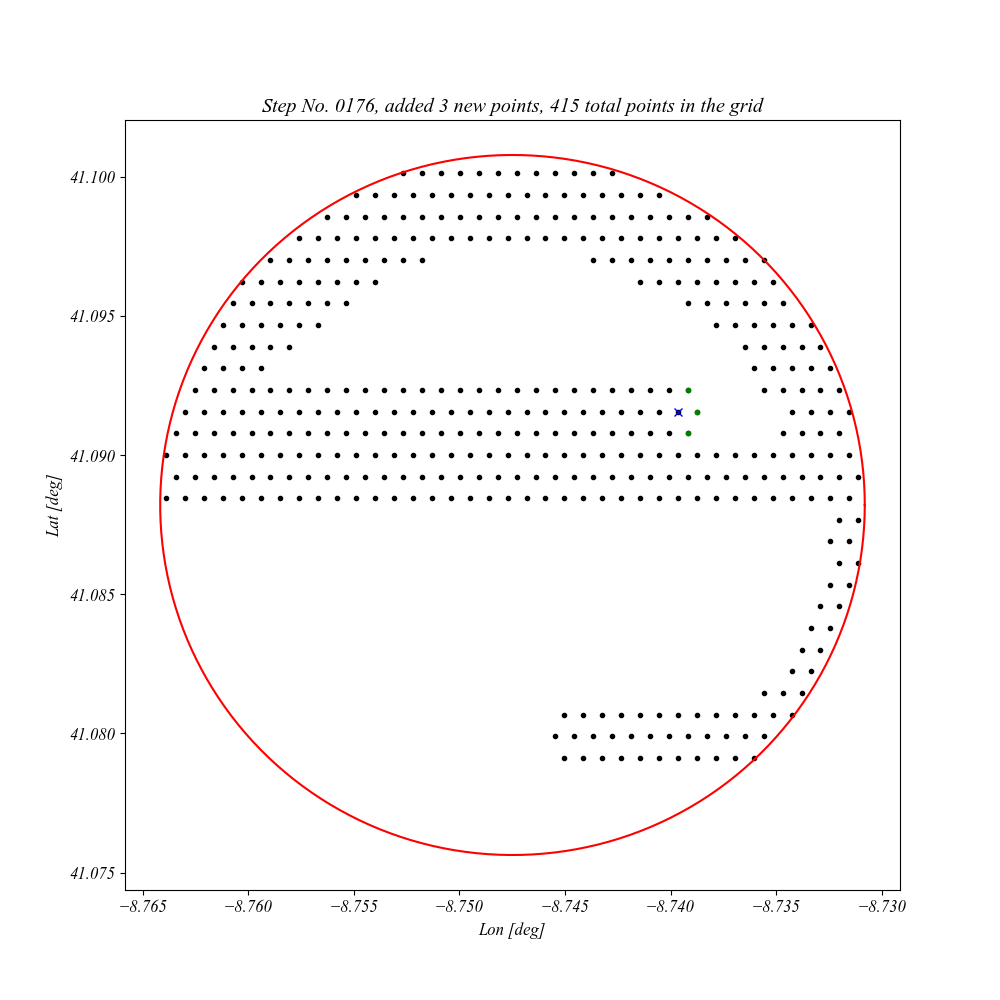 Step No. 0176, added 3 new points, 415 total points in the grid
41.100
41.095
41.090
41.085
41.080
41.075
Lat [deg]
−8.765 −8.760 −8.755 −8.750 −8.745 −8.740 −8.735 −8.730
Lon [deg]